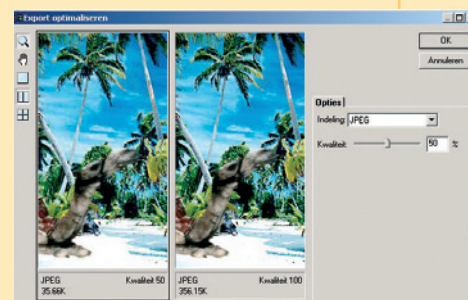 Export optimaliseren
OK
Annuleren
Opties
Indeling: JPEG
Kwaliteit 50 %
JPEG Kwaliteit 50
35.66K
JPEG Kwaliteit 100
356.15K